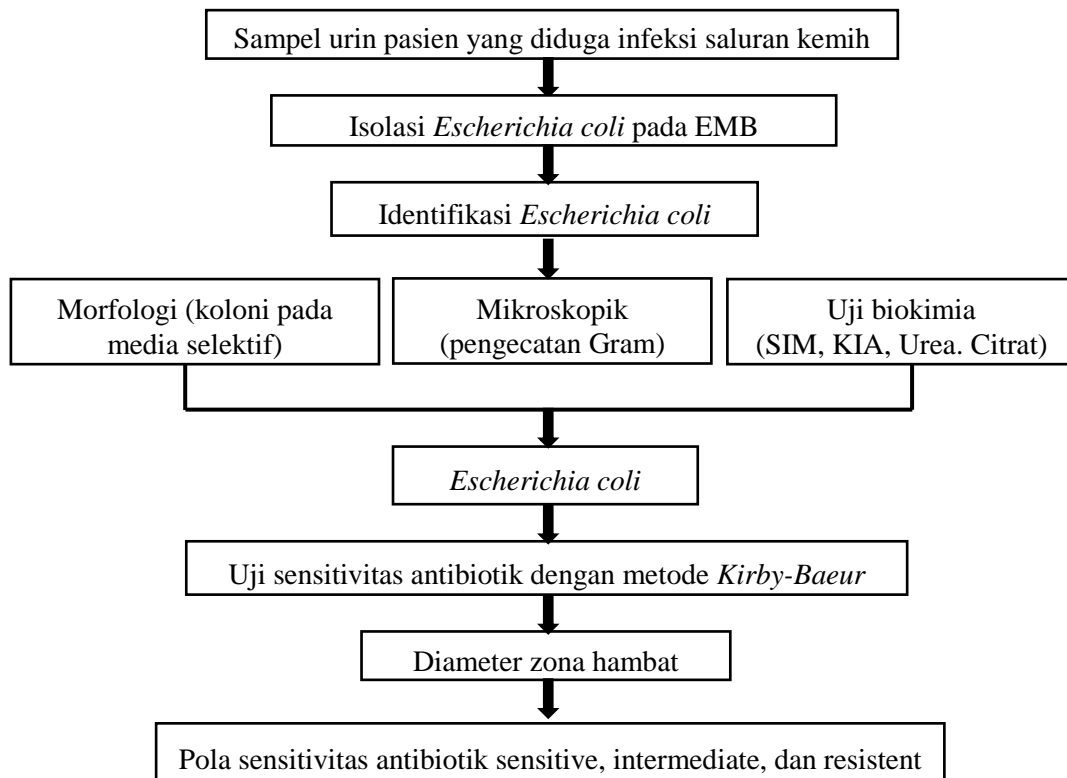 Sampel urin pasien yang diduga infeksi saluran kemih
Isolasi Escherichia coli pada EMB
Identifikasi Escherichia coli
Morfologi (koloni pada
media selektif)
Mikroskopik
(pengecatan Gram)
Uji biokimia
(SIM, KIA, Urea. Citrat)
Escherichia coli
Uji sensitivitas antibiotik dengan metode Kirby-Baeur
Diameter zona hambat
Pola sensitivitas antibiotik sensitive, intermediate, dan resistent